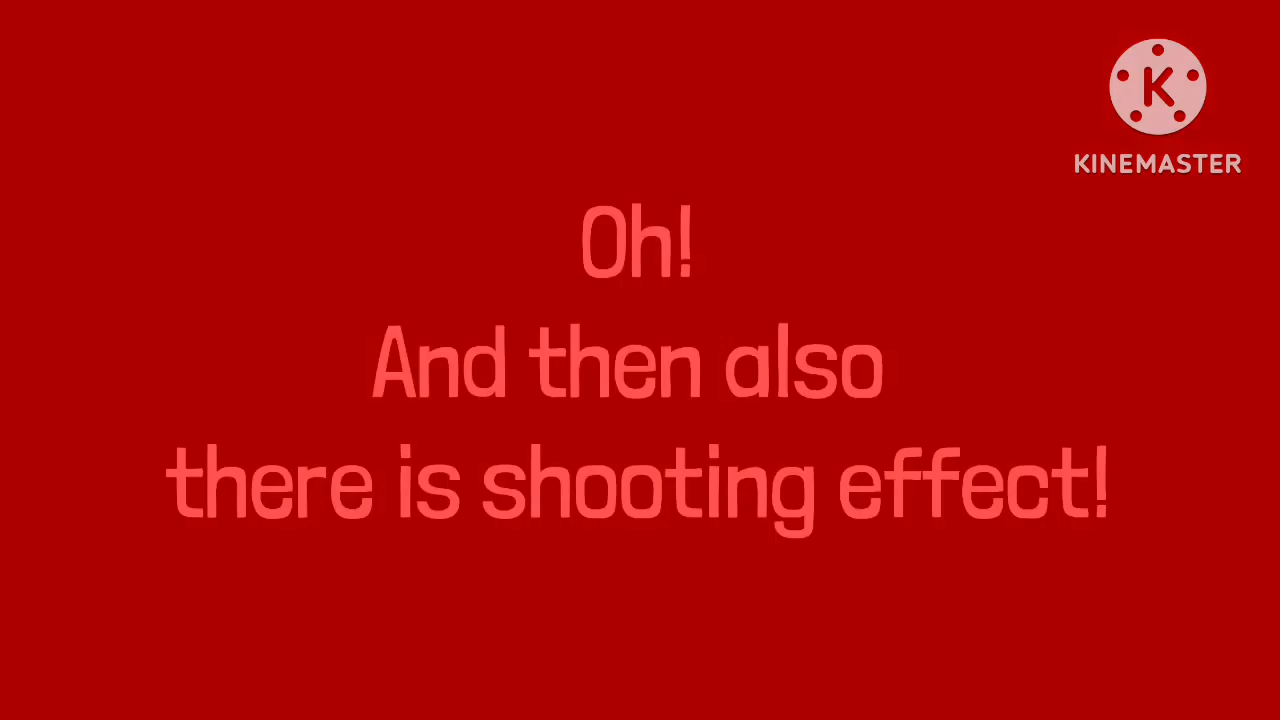 K
KINEMASTER
Oh!
And then also
there is shooting effect!